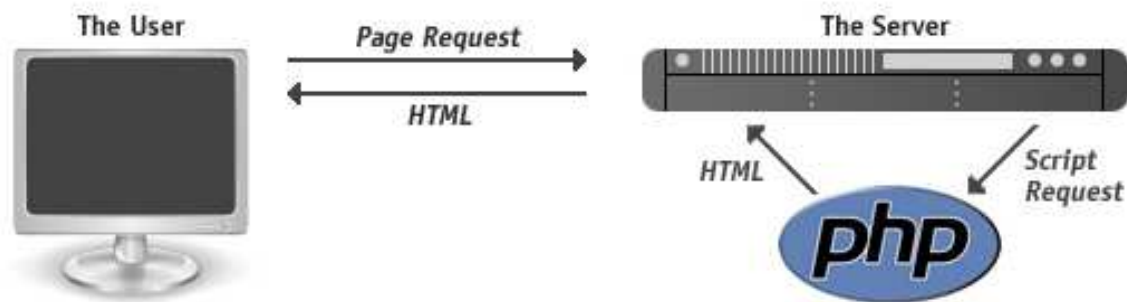 The User
Page Request
HTML
The Server
HTML
Script
Request
php